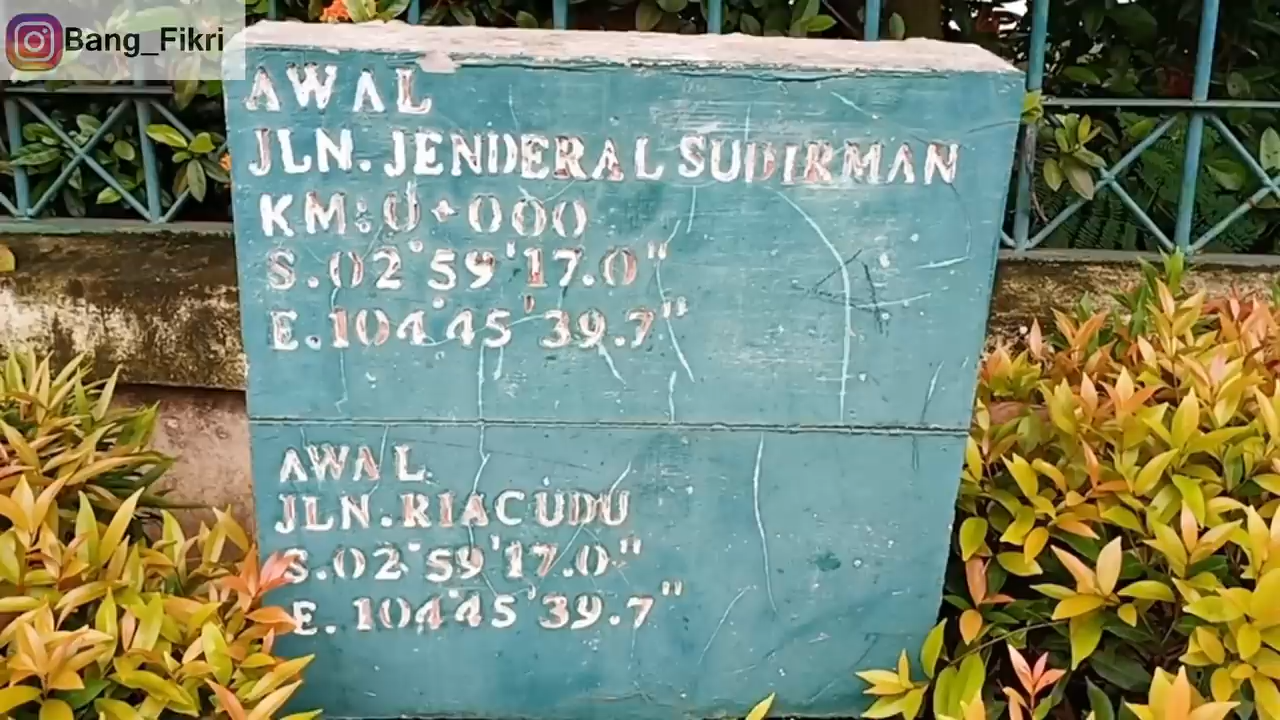 Bang_Fikri
AWAL
JLN. JENDERAL SUDIRMAN
KM: 0+000
S. 02°59'17.0"
E. 104°45'39.7"
AWAL
JLN. RIACUDU
S. 02°59'17.0"
E. 104°45'39.7"